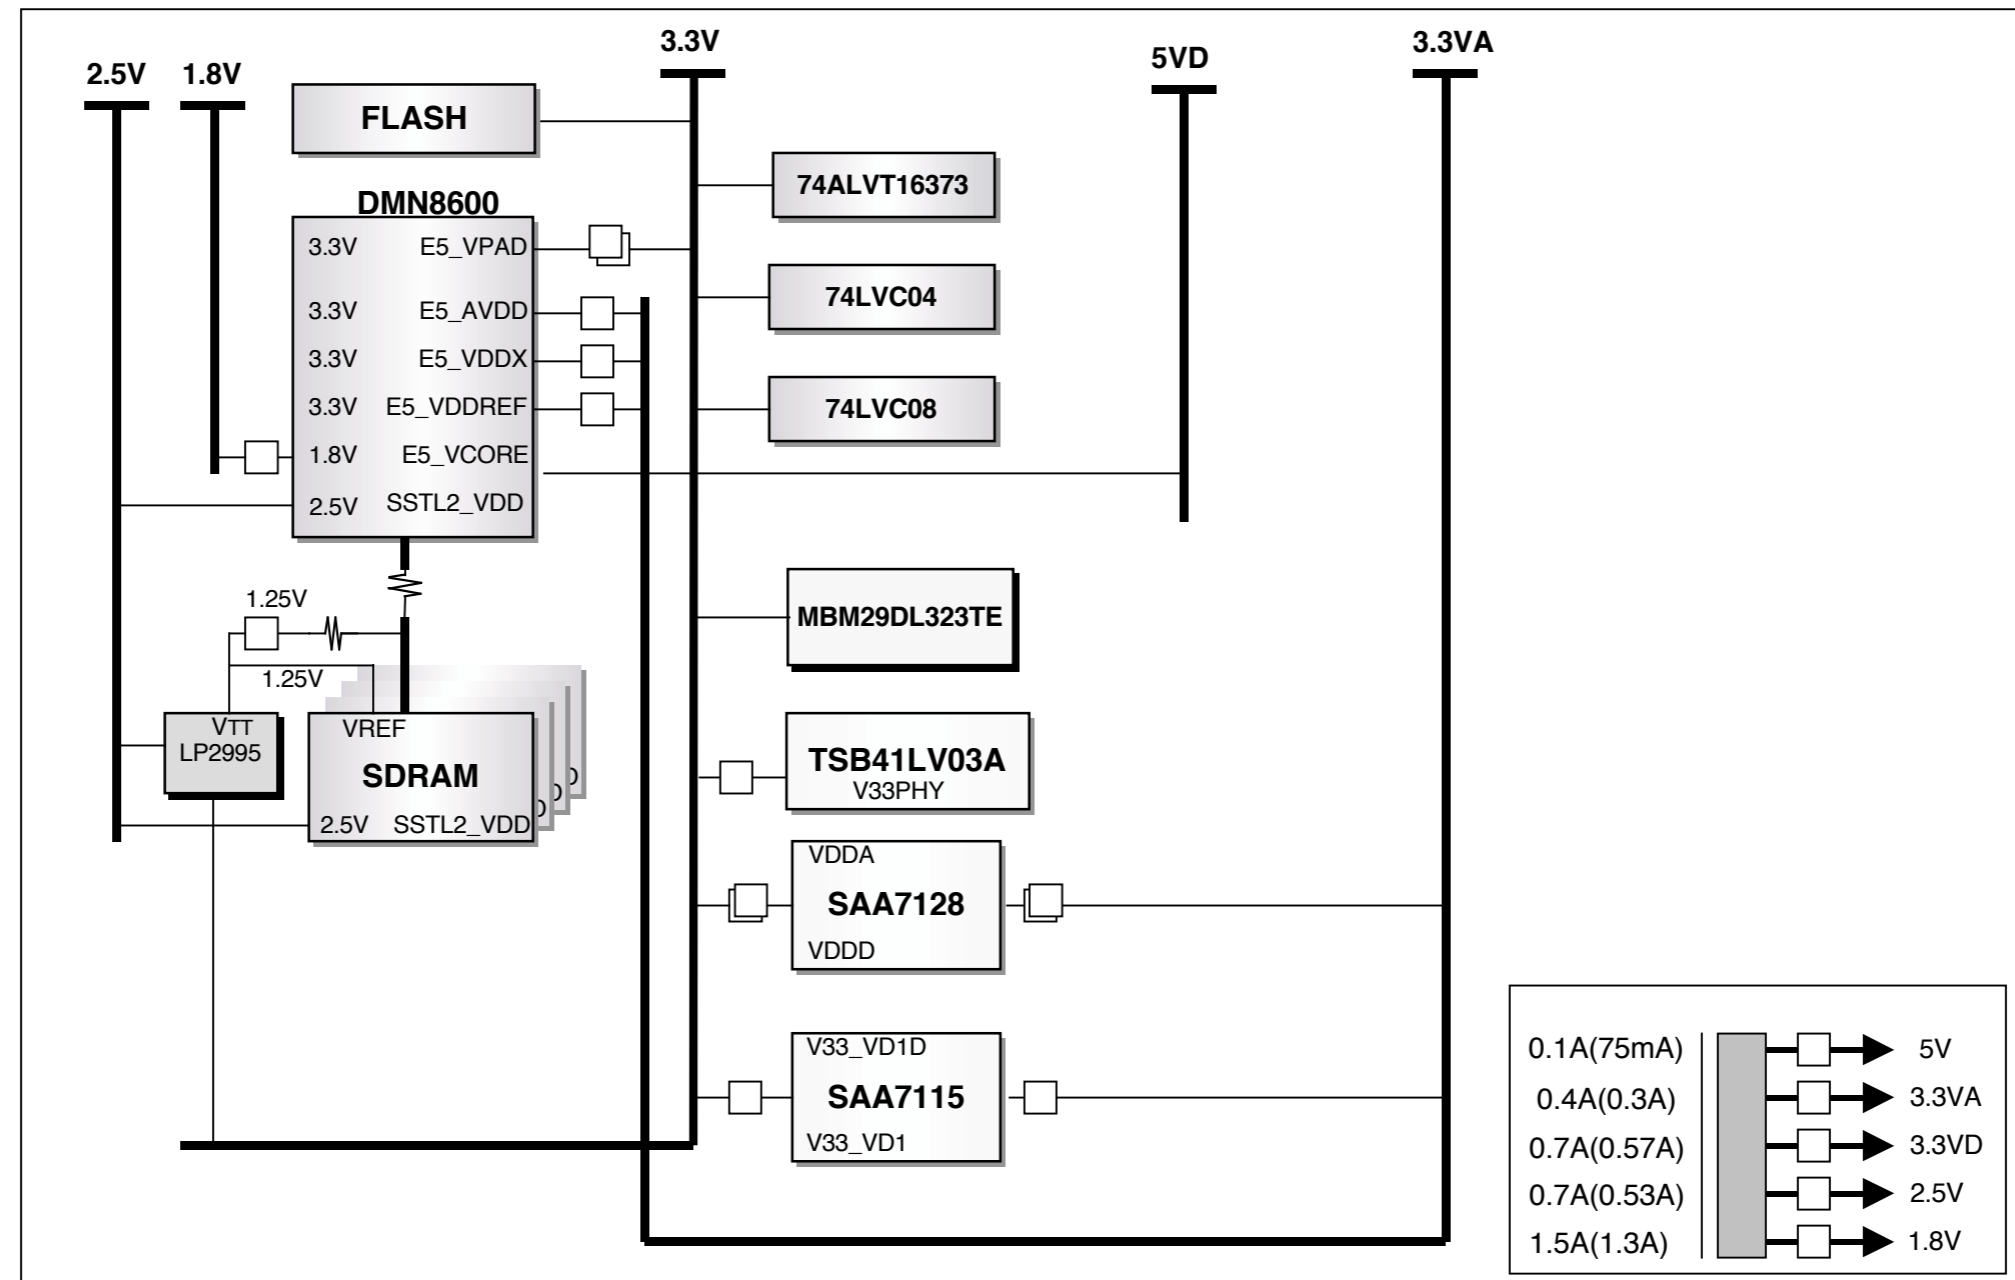 3.3V
3.3VA
5VD
2.5V 1.8V
FLASH
74ALVT16373
DMN8600
3.3V E5_VPAD
3.3V E5_AVDD
3.3V E5_VDDX
3.3V E5_VDDREF
1.8V E5_VCORE
2.5V SSTL2_VDD
74LVC04
74LVC08
1.25V
1.25V
VTT
LP2995
VREF
SDRAM
2.5V SSTL2_VDD
D
D
D
MBM29DL323TE
TSB41LV03A
V33PHY
VDDA
SAA7128
VDDD
V33_VD1D
SAA7115
V33_VD1
0.1A(75mA) 5V
0.4A(0.3A) 3.3VA
0.7A(0.57A) 3.3VD
0.7A(0.53A) 2.5V
1.5A(1.3A) 1.8V